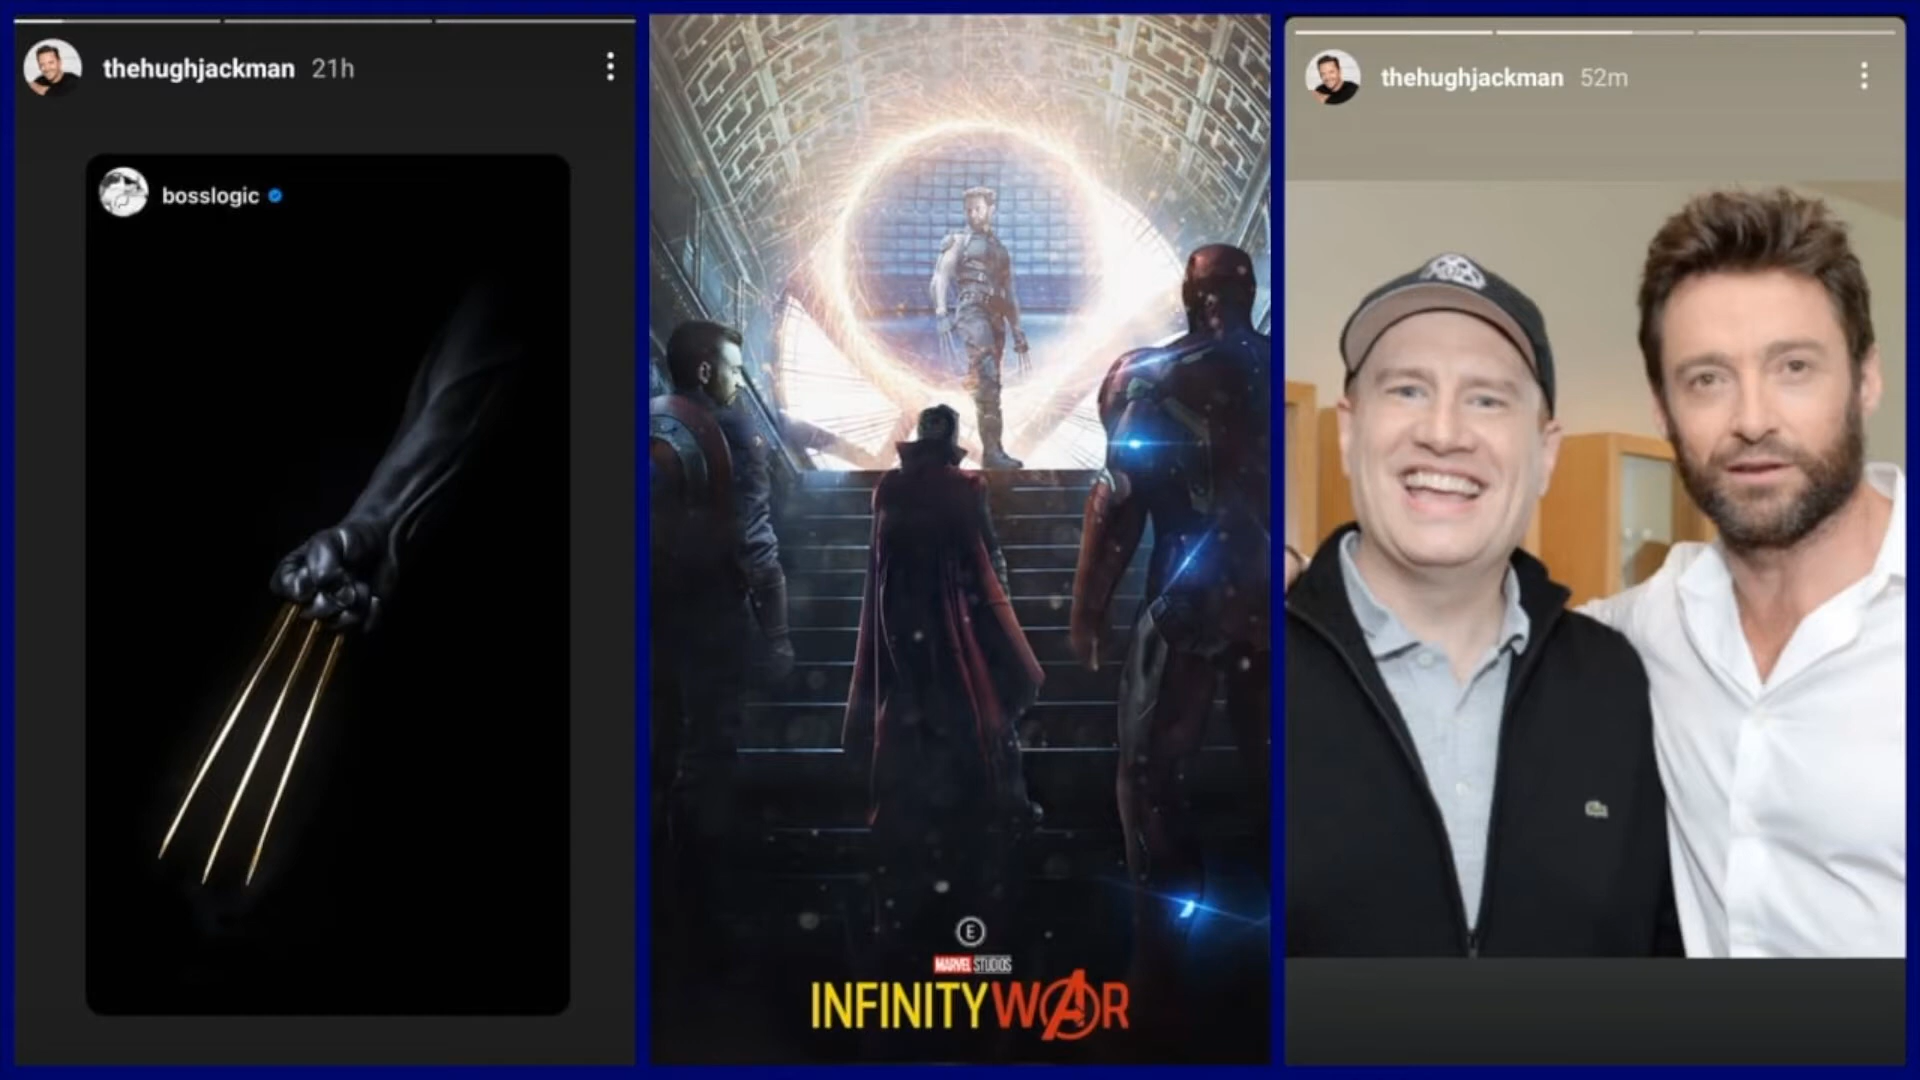 thehughjackman 21h
bosslogic
E
MARVEL STUDIOS
INFINITY WAR
thehughjackman 52m